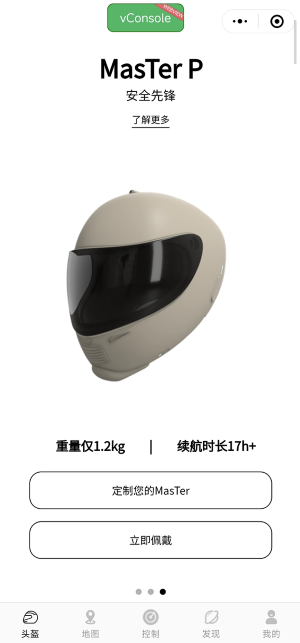 vConsole
WEBVIEW
MasTer P
安全先锋
了解更多
重量仅1.2kg | 续航时长17h+
定制您的MasTer
立即佩戴
头盔 地图 控制 发现 我的